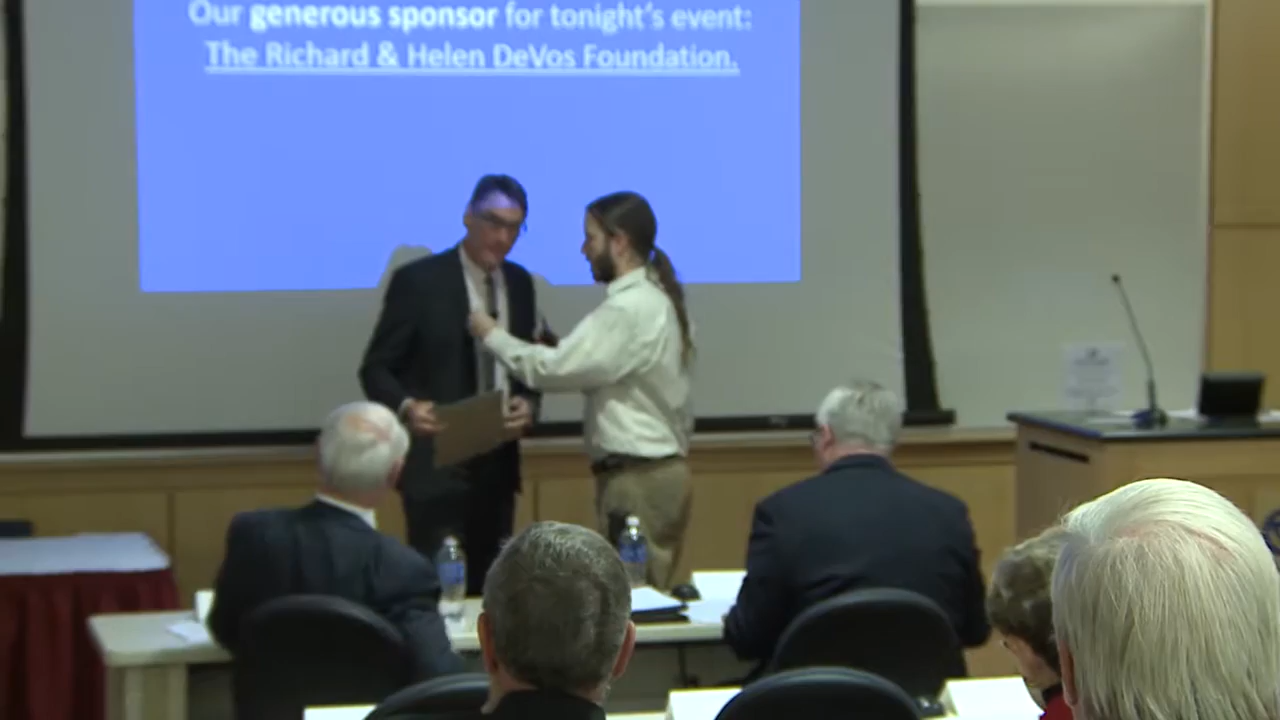 Our generous sponsor for tonight's event:
The Richard & Helen DeVos Foundation.